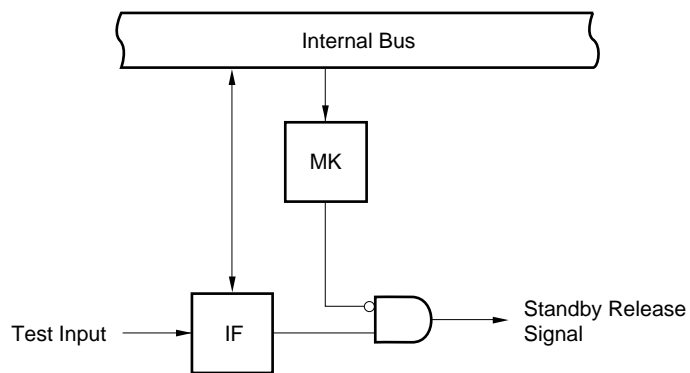 Internal Bus
MK
Test Input
IF
Standby Release
Signal